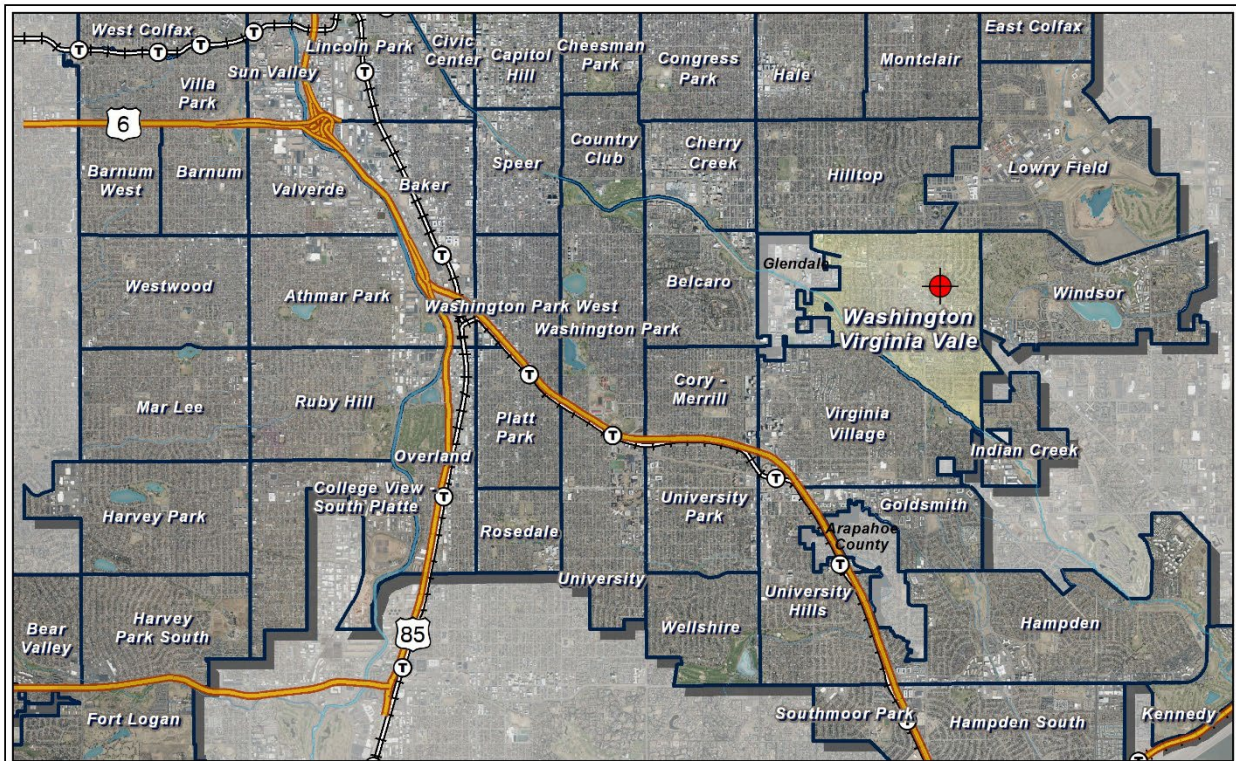 West Colfax
Lincoln Park
Civic
Center
Capitol
Hill
Cheesman
Park
Congress
Park
Hale
Montclair
East Colfax
Sun Valley
Villa
Park
6
Barnum
West
Barnum
Valverde
Baker
Speer
Country
Club
Cherry
Creek
Hilltop
Lowry Field
Westwood
Athmar Park
Washington Park West
Washington Park
Belcaro
Glendale
Washington
Virginia Vale
Windsor
Mar Lee
Ruby Hill
Platt
Park
Cory -
Merrill
Virginia
Village
Indian Creek
Overland
Harvey Park
College View -
South Platte
Rosedale
University
Park
Goldsmith
Arapahoe
County
University
University
Hills
Bear
Valley
Harvey
Park South
85
Wellshire
Hampden
Fort Logan
Southmoor Park
Hampden South
Kennedy
T
T
T
T
T
T
T
T
T
T
T
T
T
T